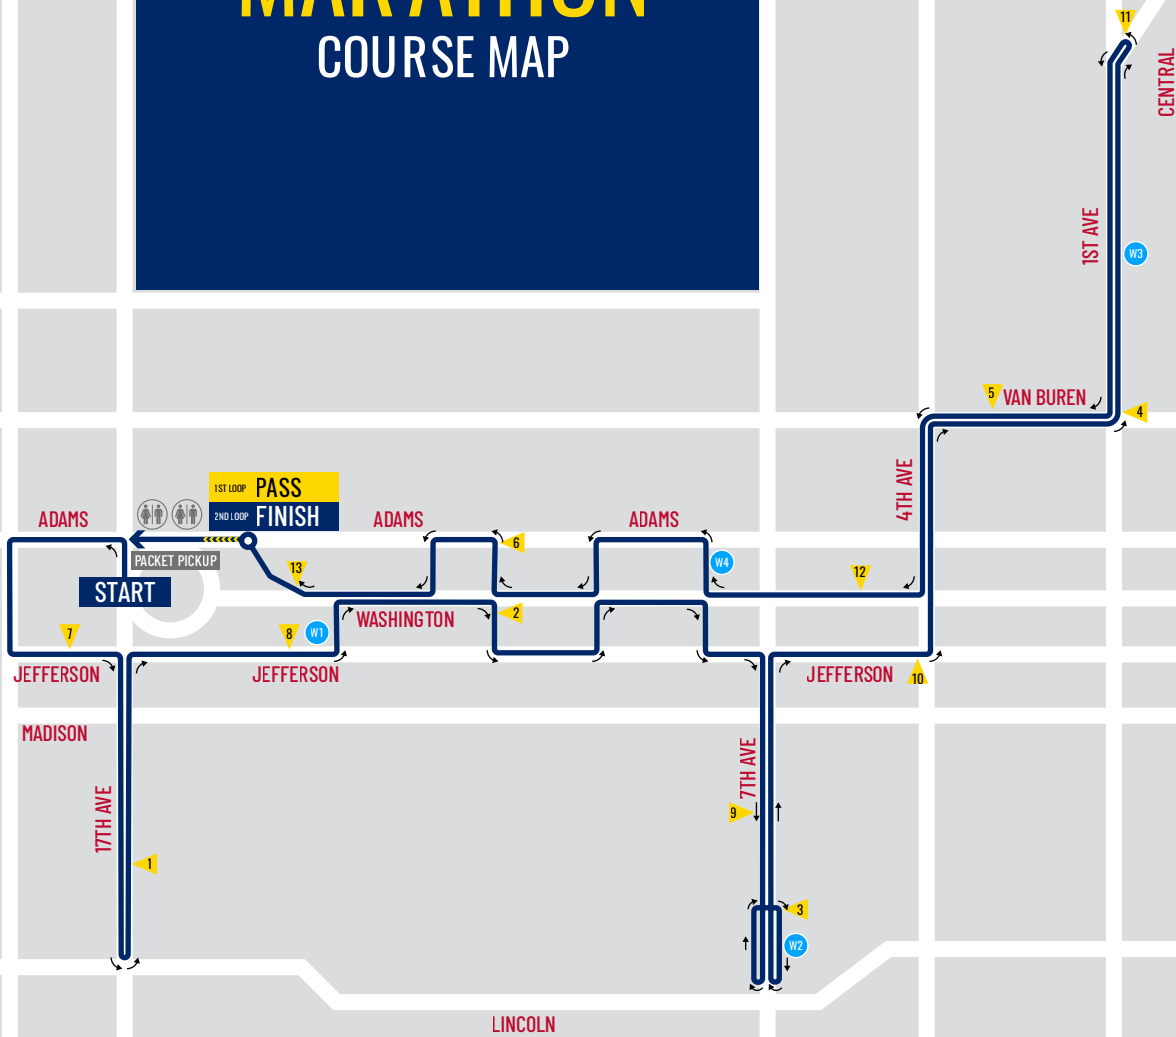 MARATHON
COURSE MAP
11
CENTRAL
1ST AVE
W3
5
VAN BUREN
4
4TH AVE
1ST LOOP PASS
2ND LOOP FINISH
ADAMS
ADAMS
ADAMS
6
PACKET PICKUP
W4
13
12
START
2
WASHINGTON
7
8
W1
JEFFERSON
JEFFERSON
JEFFERSON
10
MADISON
7TH AVE
17TH AVE
9
1
3
W2
LINCOLN